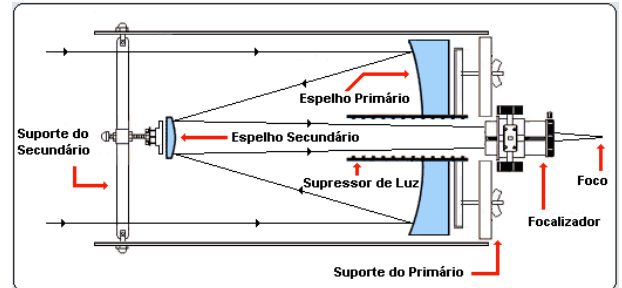 Espelho Primário
Suporte do
Secundário
Espelho Secundário
Supressor de Luz
Foco
Focalizador
Suporte do Primário